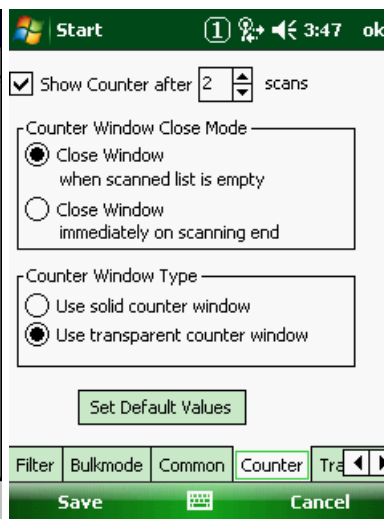 Start 1 3:47 ok
Show Counter after 2 scans
Counter Window Close Mode
Close Window
when scanned list is empty
Close Window
immediately on scanning end
Counter Window Type
Use solid counter window
Use transparent counter window
Set Default Values
Filter Bulkmode Common Counter Tra
Save Cancel